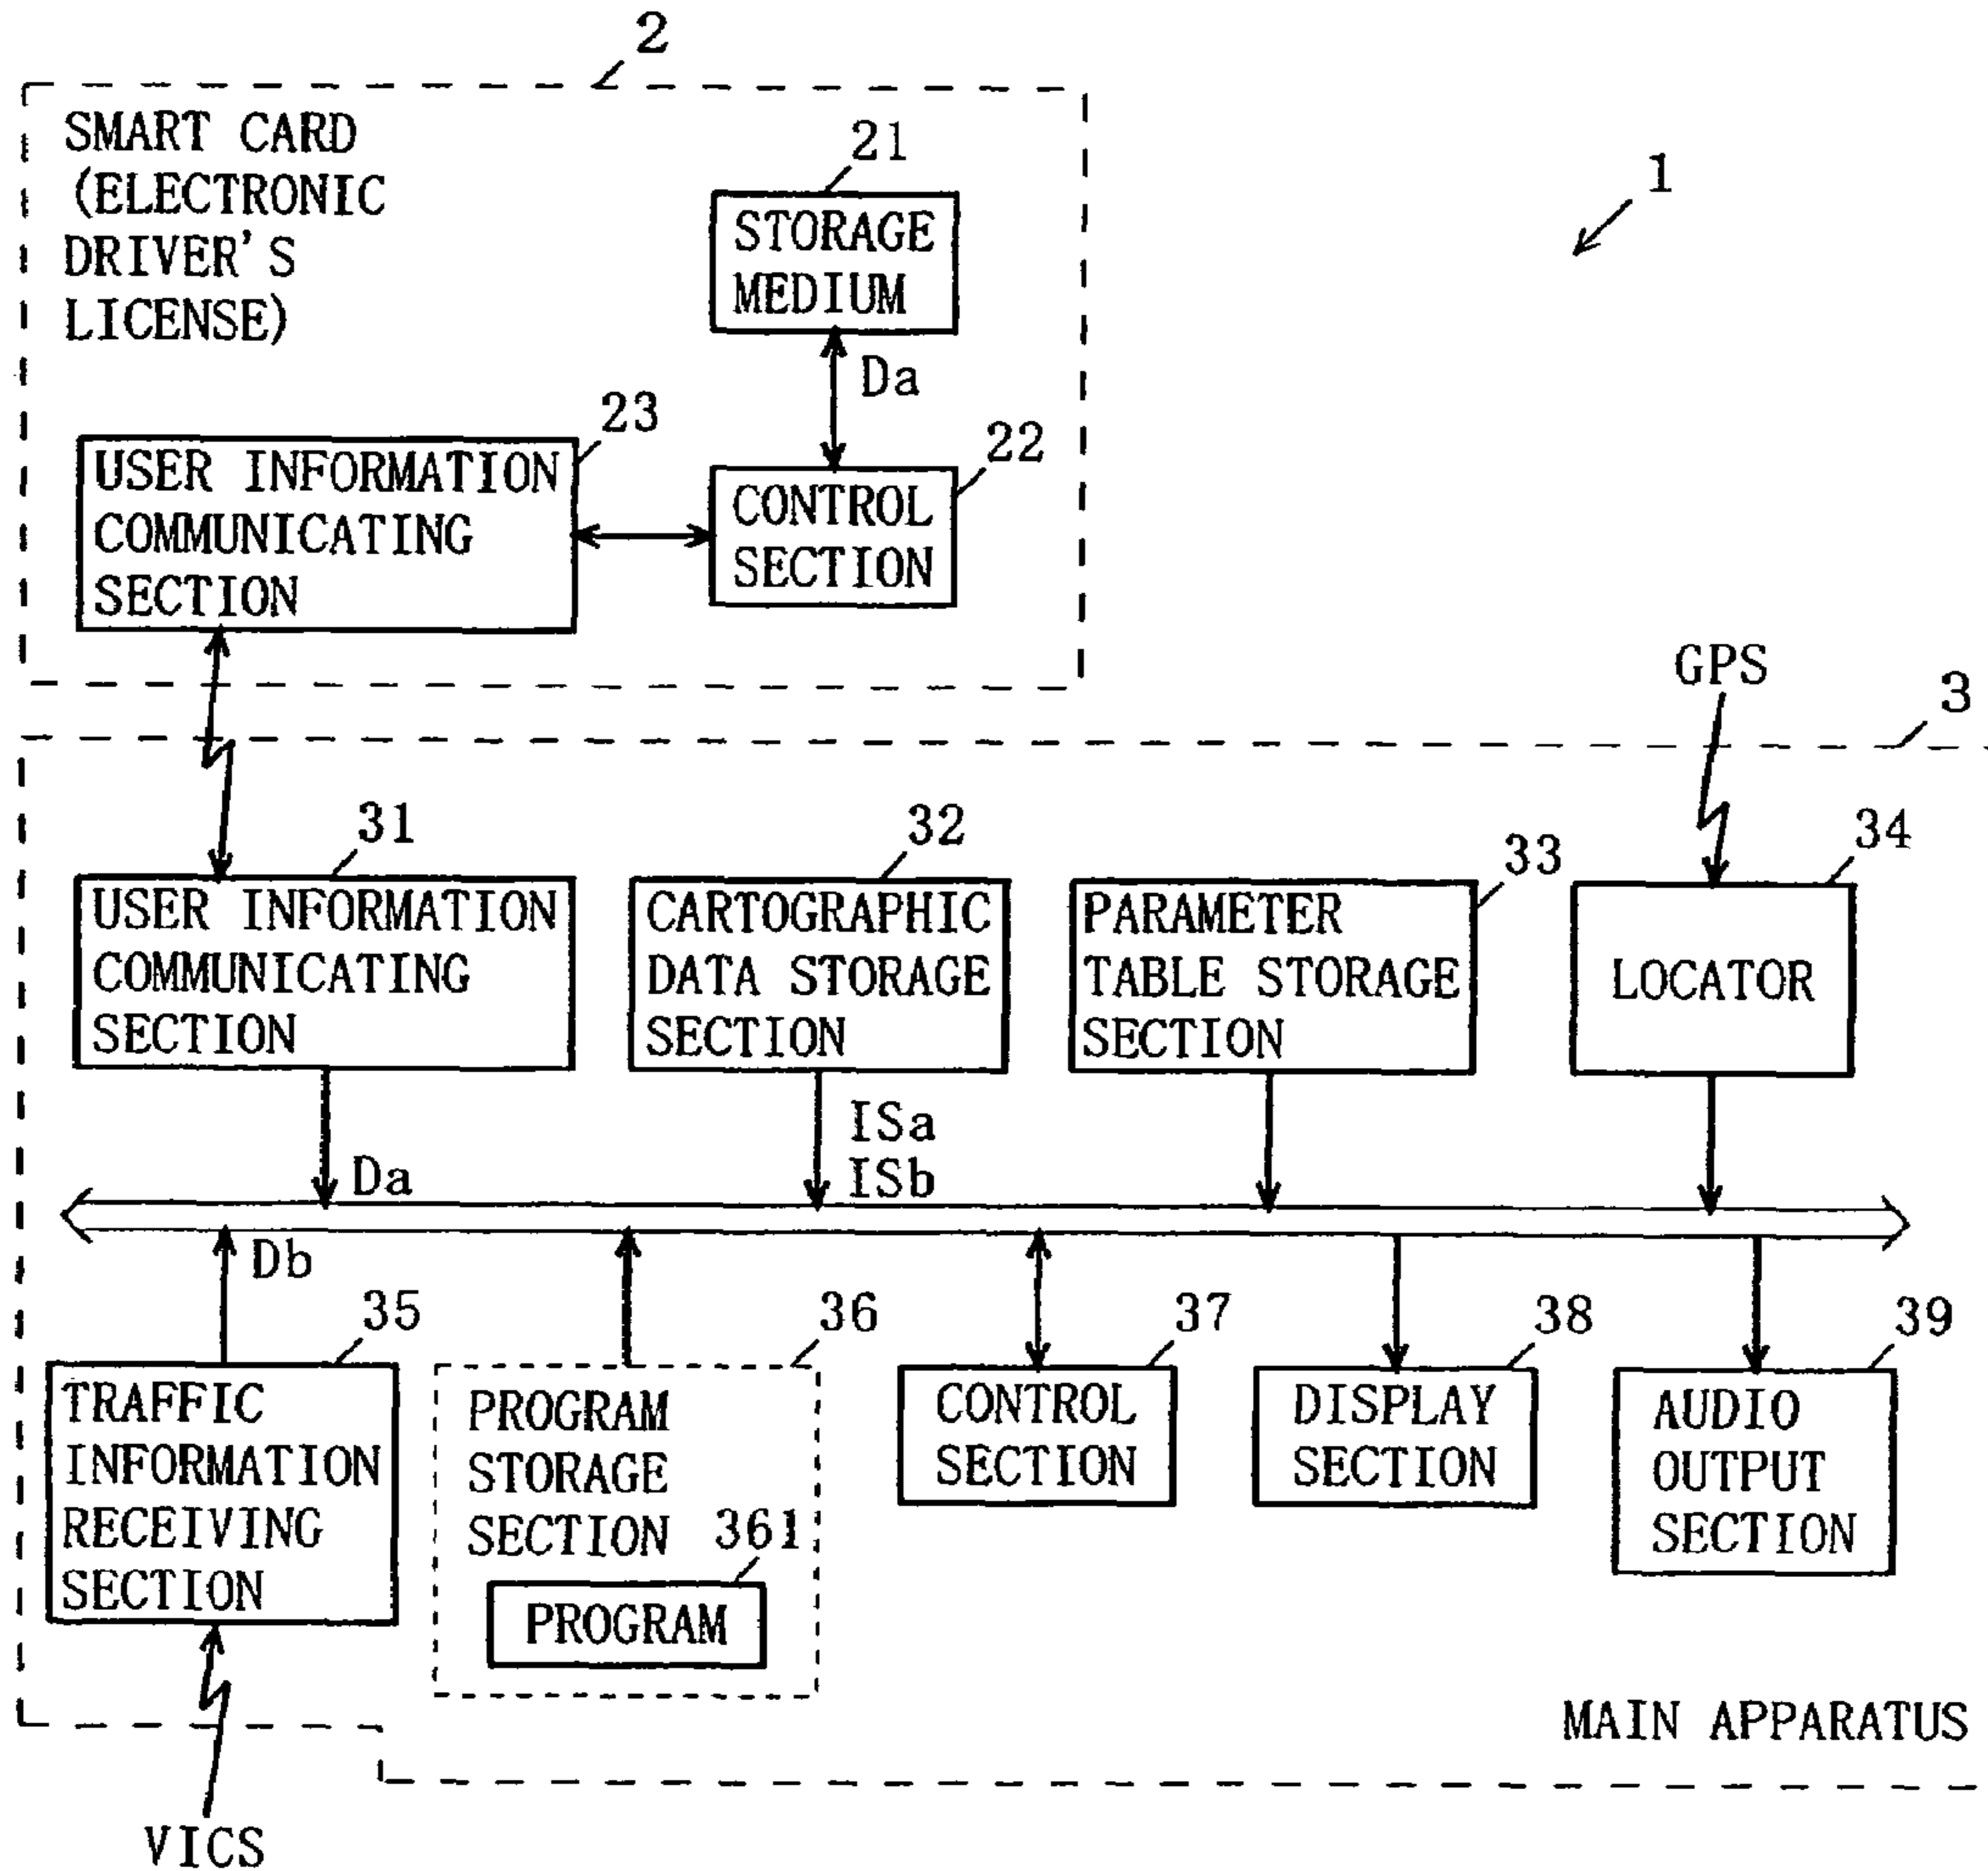 2
SMART CARD
(ELECTRONIC
DRIVER'S
LICENSE)
21
STORAGE
MEDIUM
1
Da
23
USER INFORMATION
COMMUNICATING
SECTION
22
CONTROL
SECTION
GPS
3
31
USER INFORMATION
COMMUNICATING
SECTION
32
CARTOGRAPHIC
DATA STORAGE
SECTION
33
PARAMETER
TABLE STORAGE
SECTION
34
LOCATOR
Da
ISa
ISb
Db
35
TRAFFIC
INFORMATION
RECEIVING
SECTION
36
PROGRAM
STORAGE
SECTION
361
PROGRAM
37
CONTROL
SECTION
38
DISPLAY
SECTION
39
AUDIO
OUTPUT
SECTION
MAIN APPARATUS
VICS